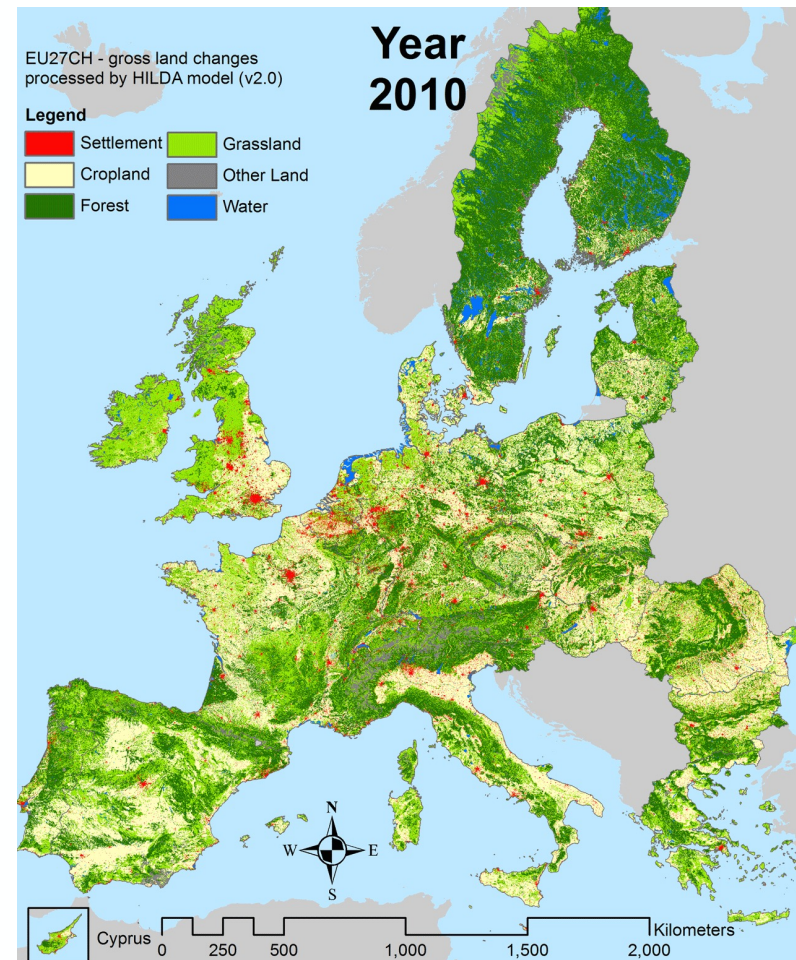 EU27CH - gross land changes
processed by HILDA model (v2.0)
Year
2010
Legend
Settlement
Grassland
Cropland
Other Land
Forest
Water
N
W
E
S
Cyprus
Kilometers
0
250
500
1,000
1,500
2,000